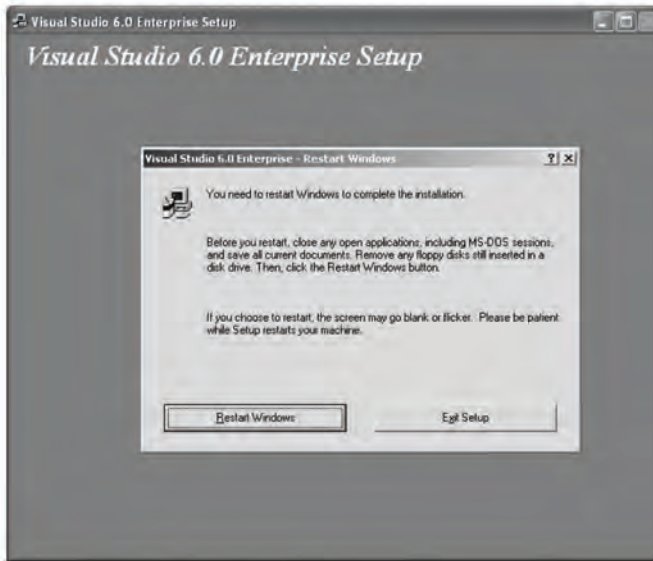 Visual Studio 6.0 Enterprise Setup
Visual Studio 6.0 Enterprise Setup
Visual Studio 6.0 Enterprise - Restart Windows
You need to restart Windows to complete the installation.
Before you restart, close any open applications, including MS-DOS sessions,
and save all current documents. Remove any floppy disks still inserted in a
disk drive. Then, click the Restart Windows button.
If you choose to restart, the screen may go blank or flicker. Please be patient
while Setup restarts your machine.
Restart Windows
Exit Setup